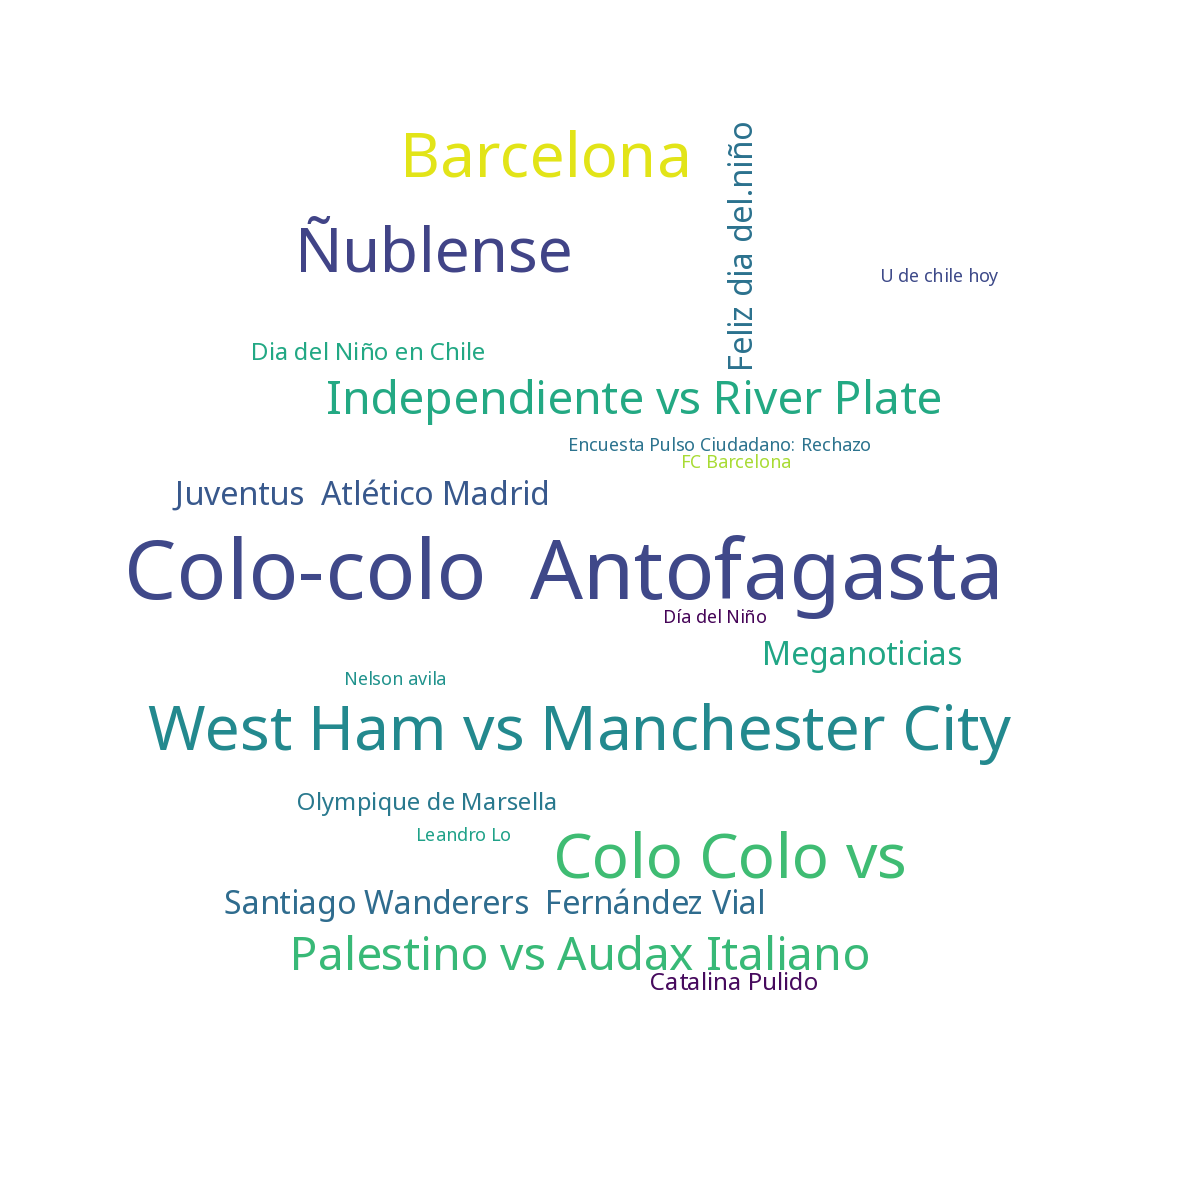 Barcelona
Feliz dia del.niño
Ñublense
U de chile hoy
Dia del Niño en Chile
Independiente vs River Plate
Encuesta Pulso Ciudadano: Rechazo
FC Barcelona
Juventus  Atlético Madrid
Colo-colo  Antofagasta
Día del Niño
Meganoticias
Nelson avila
West Ham vs Manchester City
Olympique de Marsella
Leandro Lo
Colo Colo vs
Santiago Wanderers  Fernández Vial
Palestino vs Audax Italiano
Catalina Pulido